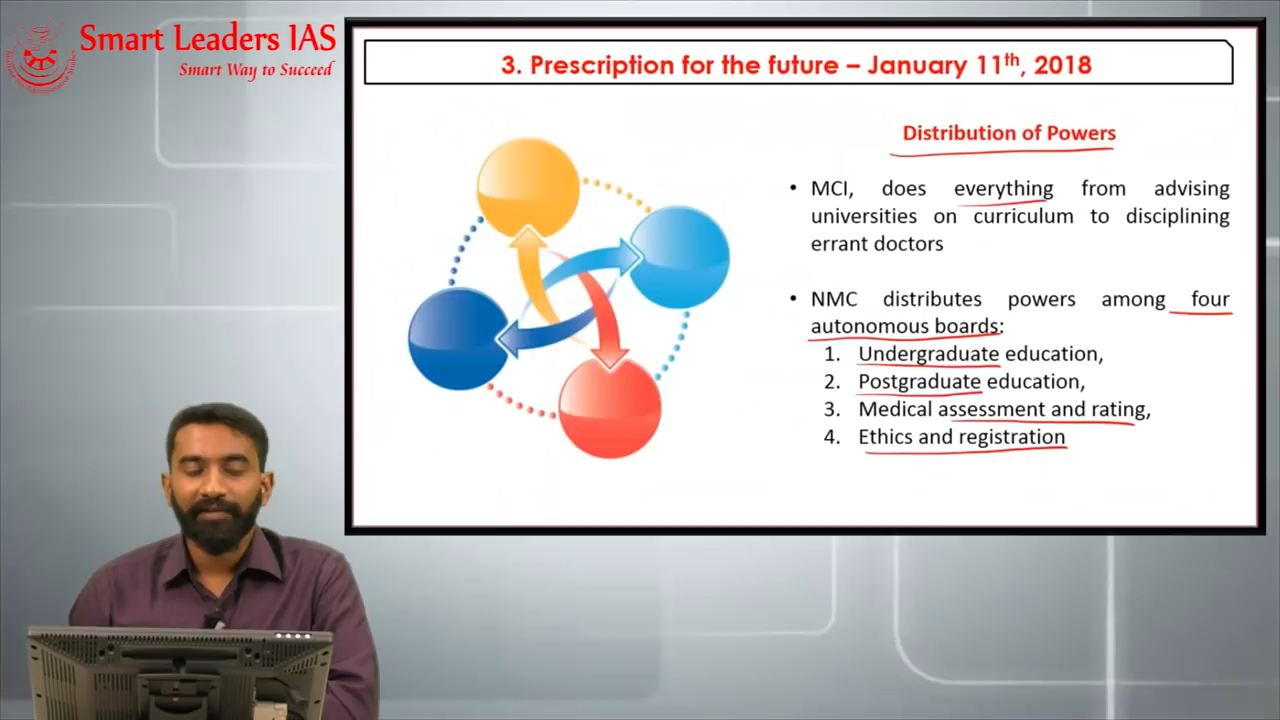 Smart Leaders IAS
Smart Way to Succeed
3. Prescription for the future – January 11th, 2018
Distribution of Powers
• MCI, does everything from advising
universities on curriculum to disciplining
errant doctors
• NMC distributes powers among four
autonomous boards:
1. Undergraduate education,
2. Postgraduate education,
3. Medical assessment and rating,
4. Ethics and registration